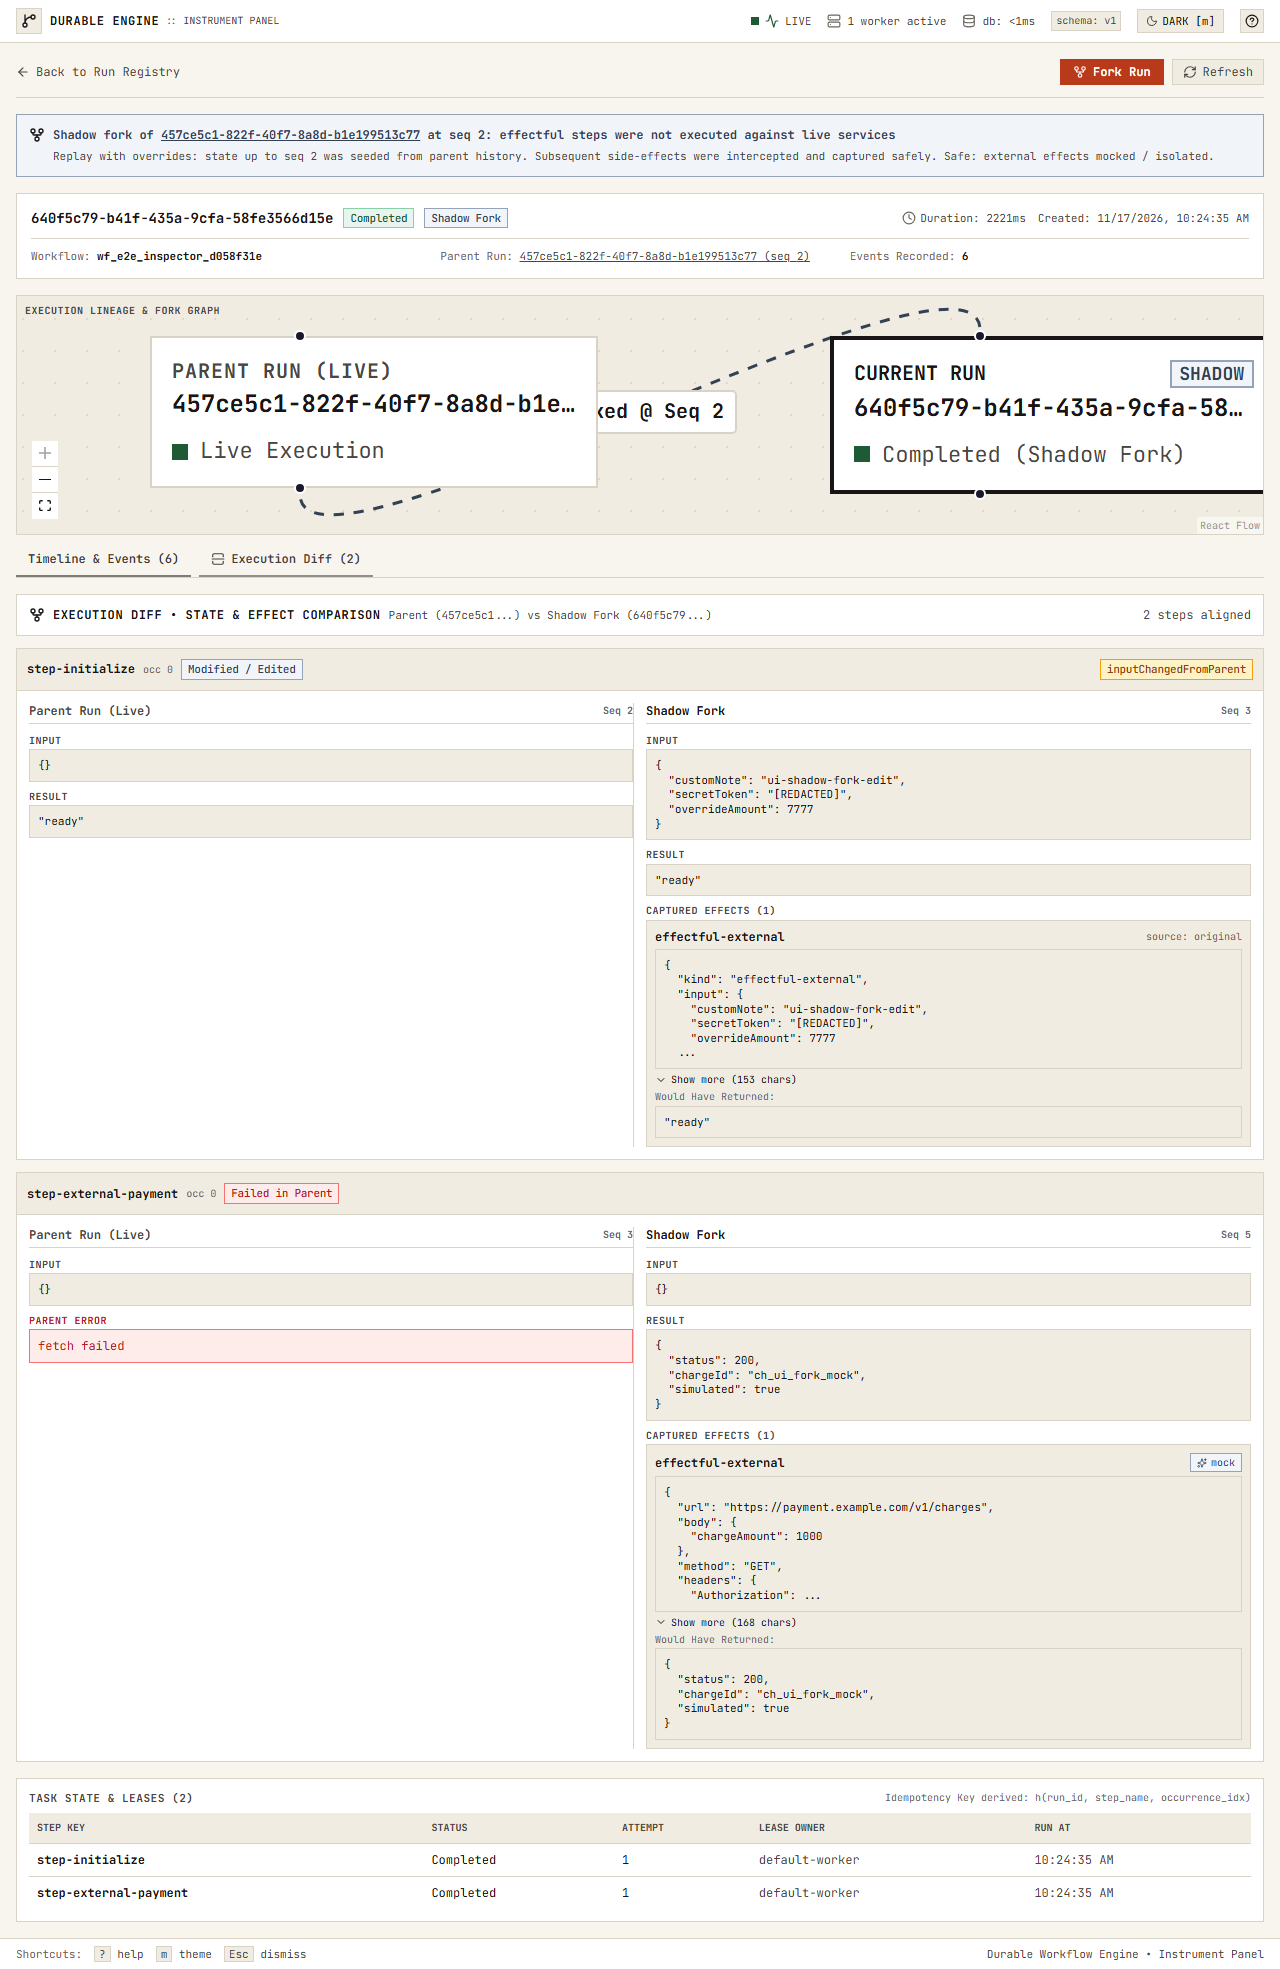 DURABLE ENGINE :: INSTRUMENT PANEL
LIVE
1 worker active
db: <1ms
schema: v1
DARK [m]
Back to Run Registry
Fork Run
Refresh
Shadow fork of 457ce5c1-822f-40f7-8a8d-b1e199513c77 at seq 2: effectful steps were not executed against live services
Replay with overrides: state up to seq 2 was seeded from parent history. Subsequent side-effects were intercepted and captured safely. Safe: external effects mocked / isolated.
640f5c79-b41f-435a-9cfa-58fe3566d15e Completed Shadow Fork
Duration: 2221ms Created: 11/17/2026, 10:24:35 AM
Workflow: wf_e2e_inspector_d058f31e
Parent Run: 457ce5c1-822f-40f7-8a8d-b1e199513c77 (seq 2)
Events Recorded: 6
EXECUTION LINEAGE & FORK GRAPH
PARENT RUN (LIVE)
457ce5c1-822f-40f7-8a8d-b1e…
Live Execution
ked @ Seq 2
CURRENT RUN
SHADOW
640f5c79-b41f-435a-9cfa-58…
Completed (Shadow Fork)
React Flow
Timeline & Events (6)
Execution Diff (2)
EXECUTION DIFF • STATE & EFFECT COMPARISON Parent (457ce5c1...) vs Shadow Fork (640f5c79...)
2 steps aligned
step-initialize occ 0 Modified / Edited
inputChangedFromParent
Parent Run (Live)
Seq 2
INPUT
{}
RESULT
"ready"
Shadow Fork
Seq 3
INPUT
{
"customNote": "ui-shadow-fork-edit",
"secretToken": "[REDACTED]",
"overrideAmount": 7777
}
RESULT
"ready"
CAPTURED EFFECTS (1)
effectful-external
source: original
{
"kind": "effectful-external",
"input": {
"customNote": "ui-shadow-fork-edit",
"secretToken": "[REDACTED]",
"overrideAmount": 7777
...
Show more (153 chars)
Would Have Returned:
"ready"
step-external-payment occ 0 Failed in Parent
Parent Run (Live)
Seq 3
INPUT
{}
PARENT ERROR
fetch failed
Shadow Fork
Seq 5
INPUT
{}
RESULT
{
"status": 200,
"chargeId": "ch_ui_fork_mock",
"simulated": true
}
CAPTURED EFFECTS (1)
effectful-external
mock
{
"url": "https://payment.example.com/v1/charges",
"body": {
"chargeAmount": 1000
},
"method": "GET",
"headers": {
"Authorization": ...
Show more (168 chars)
Would Have Returned:
{
"status": 200,
"chargeId": "ch_ui_fork_mock",
"simulated": true
}
TASK STATE & LEASES (2)
Idempotency Key derived: h(run_id, step_name, occurrence_idx)
STEP KEY STATUS ATTEMPT LEASE OWNER RUN AT
step-initialize Completed 1 default-worker 10:24:35 AM
step-external-payment Completed 1 default-worker 10:24:35 AM
Shortcuts: ? help m theme Esc dismiss
Durable Workflow Engine • Instrument Panel